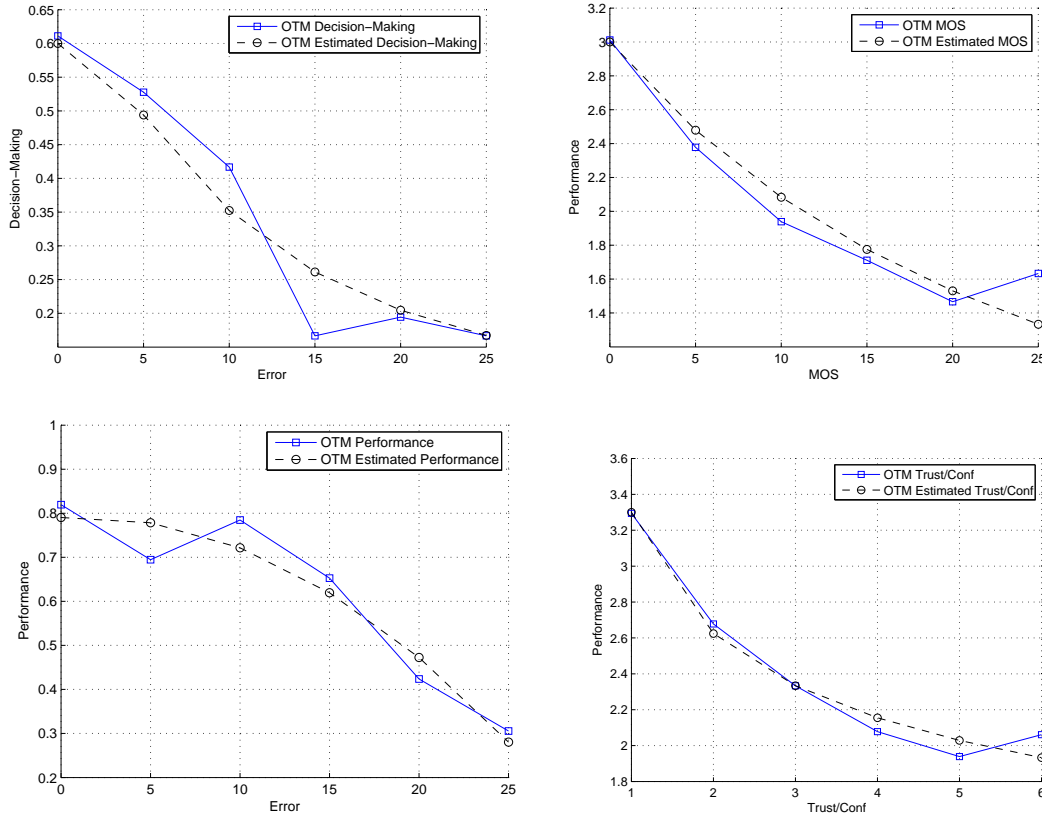 OTM Decision−Making
OTM Estimated Decision−Making
0.65
0.6
0.55
0.5
0.45
0.4
0.35
0.3
0.25
0.2
0 5 10 15 20 25
Error
Decision−Making
OTM MOS
OTM Estimated MOS
3.2
3
2.8
2.6
2.4
2.2
2
1.8
1.6
1.4
0 5 10 15 20 25
MOS
Performance
OTM Performance
OTM Estimated Performance
1
0.9
0.8
0.7
0.6
0.5
0.4
0.3
0.2
0 5 10 15 20 25
Error
Performance
OTM Trust/Conf
OTM Estimated Trust/Conf
3.6
3.4
3.2
3
2.8
2.6
2.4
2.2
2
1.8
1 2 3 4 5 6
Trust/Conf
Performance